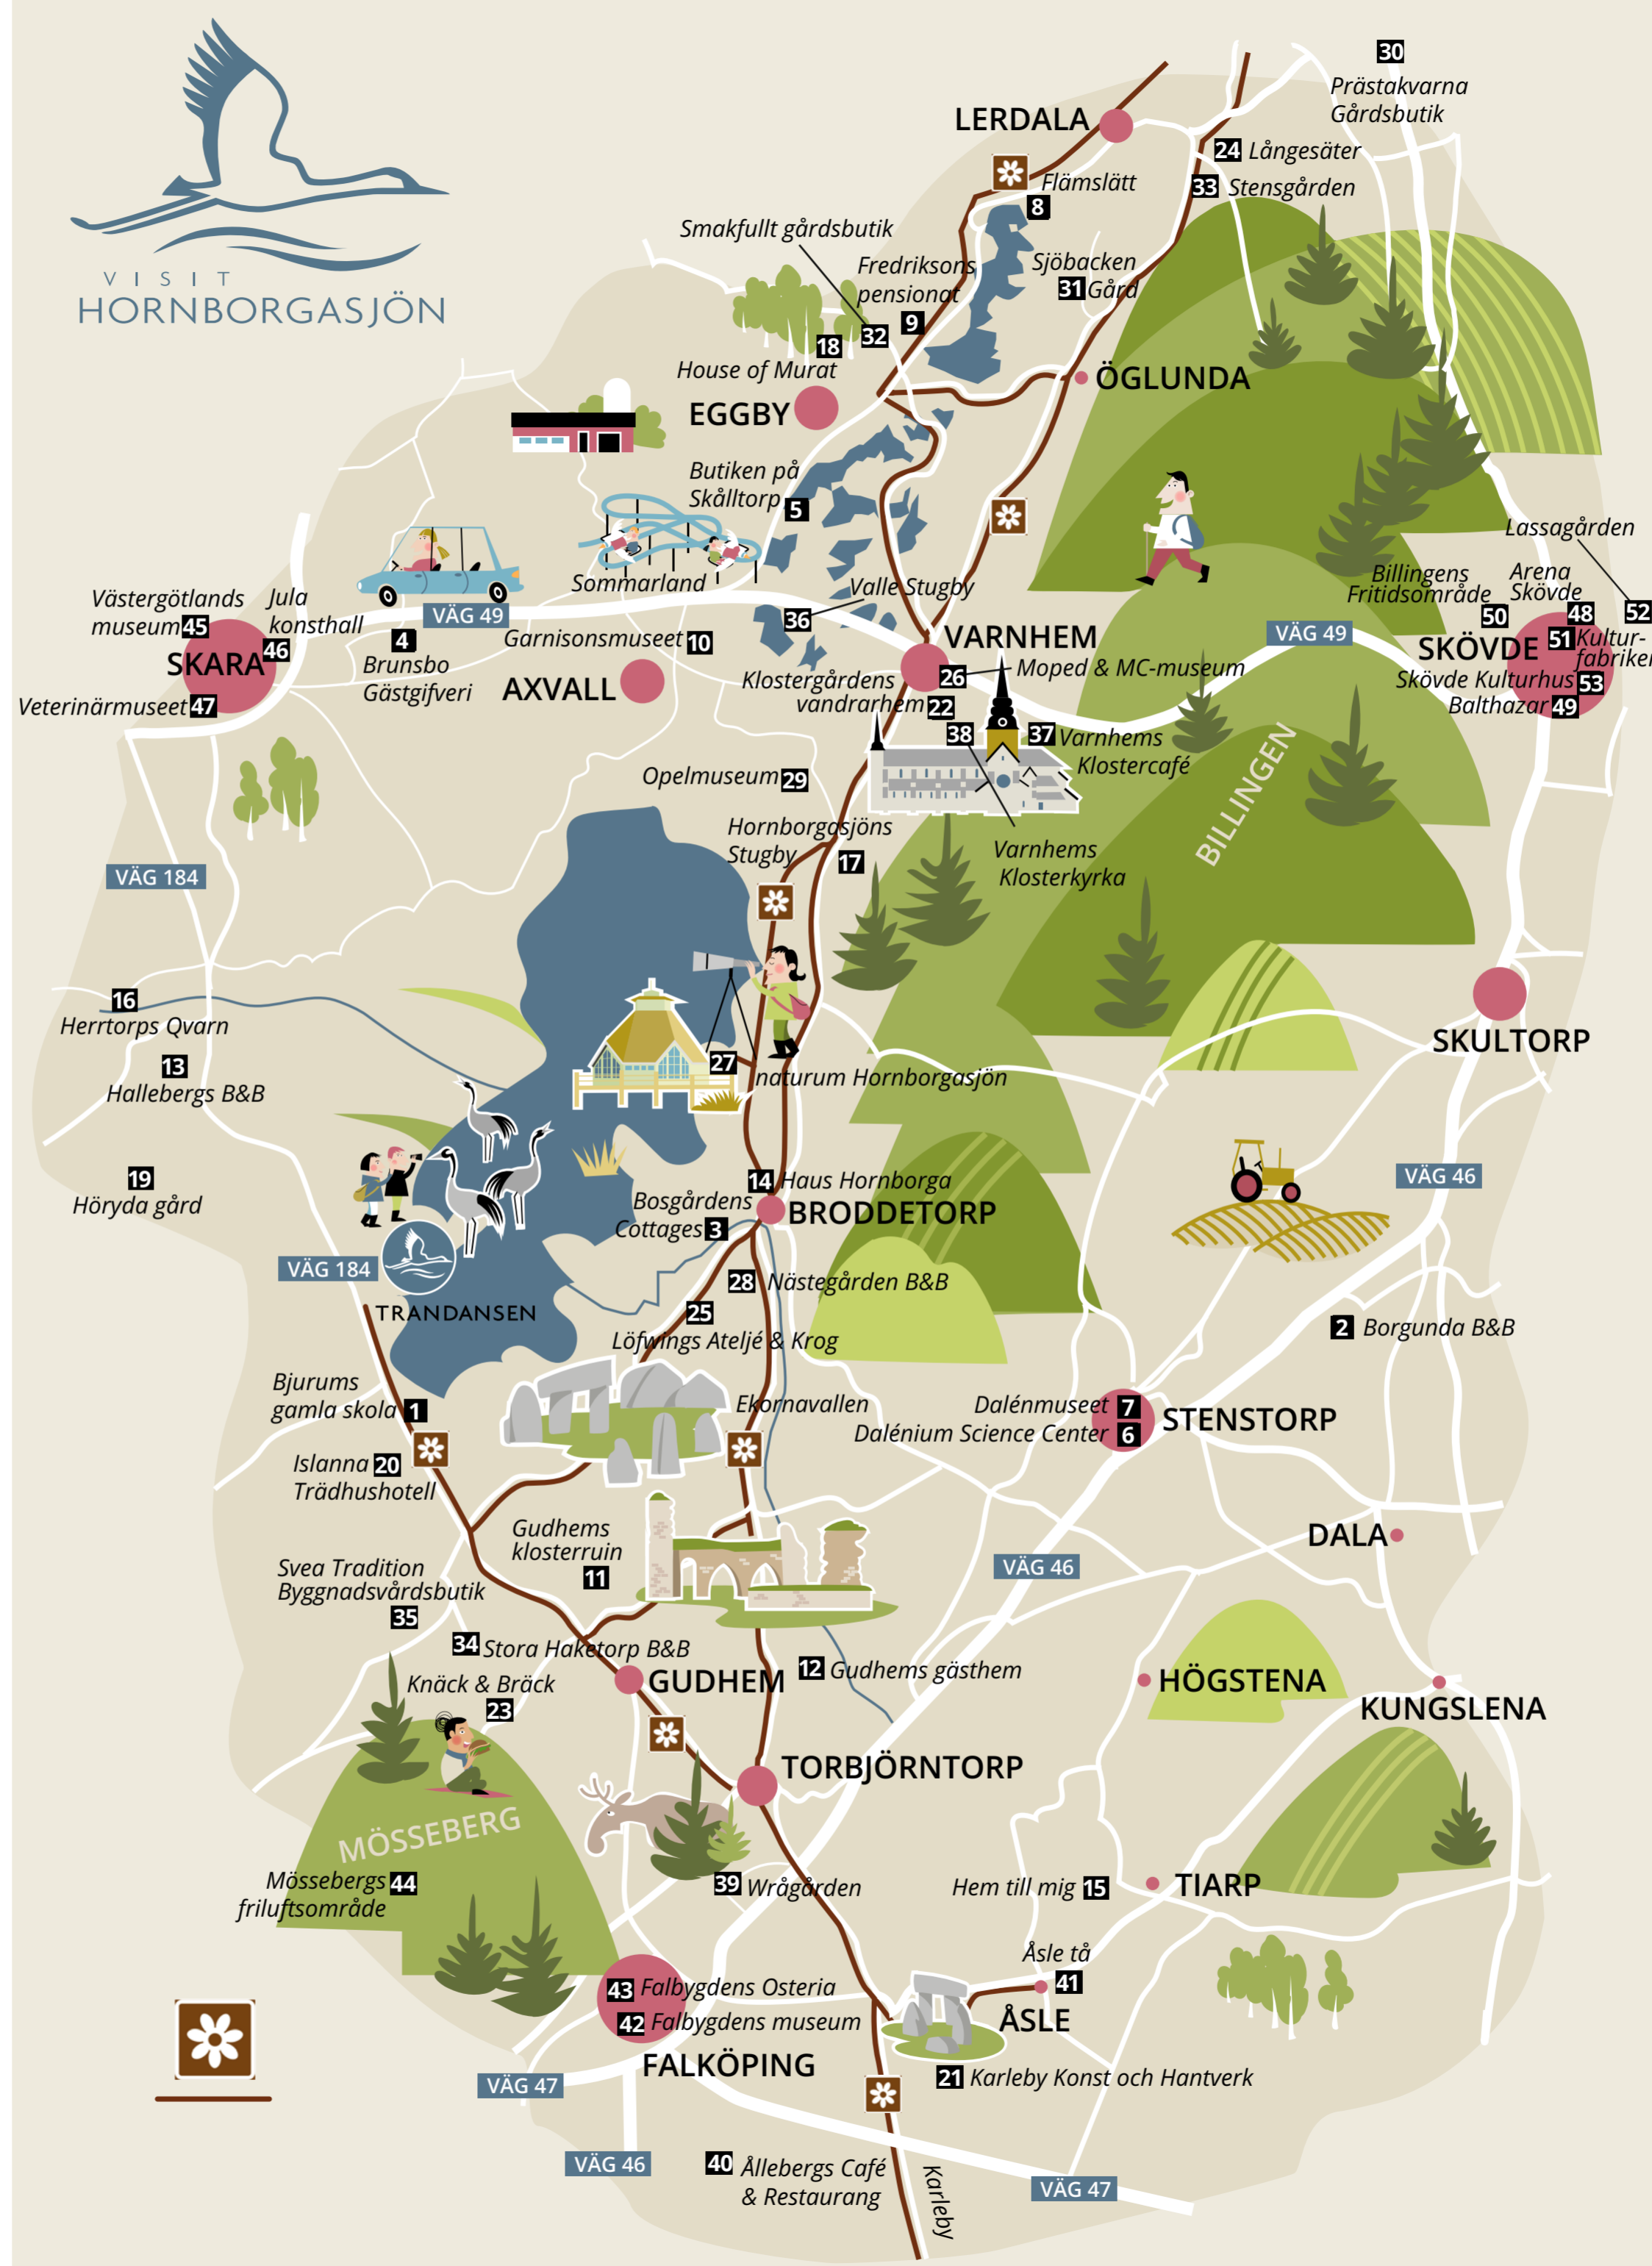 30
Prästakvarna
Gårdsbutik
LERDALA
24 Långesäter
Flämslätt
8
33 Stensgården
Smakfullt gårdsbutik
Fredriksons
pensionat
9
32
18
House of Murat
Sjöbacken
31 Gård
VISIT
HORNBORGASJÖN
EGGBY
ÖGLUNDA
Butiken på
Skålltorp 5
Lassagården
52
Sommarland
Valle Stugby
36
Billingens
Fritidsområde
50
Arena
Skövde
48
Västergötlands
museum 45
Jula
konsthall
46
VÄG 49
4
Brunsbo
Gästgifveri
Garnisonsmuseet 10
VARNHEM
VÄG 49
SKÖVDE
51 Kultur-
SKARA
AXVALL
26 Moped & MC-museum
Skövde Kulturhus 53
Balthazar 49
Veterinärmuseet 47
Klostergårdens
vandrarhem 22
38
37 Varnhems
Klostercafé
BILLINGEN
Opelmuseum 29
Hornborgasjöns
Stugby 17
Varnhems
Klosterkyrka
VÄG 184
16
Herrtorps Qvarn
13
Hallebergs B&B
SKULTORP
27
naturum Hornborgasjön
19
Höryda gård
14 Haus Hornborga
Bosgårdens
Cottages 3
BRODDETORP
VÄG 46
VÄG 184
TRANDANSEN
28 Nästegården B&B
25
Löfwings Ateljé & Krog
2 Borgunda B&B
Bjurums
gamla skola 1
Ekornavallen
Dalénmuseet 7
Dalénium Science Center 6
STENSTORP
Islanna 20
Trädhushotell
Gudhems
klosterruin
11
DALA
VÄG 46
Svea Tradition
Byggnadsvårdsbutik
35
34 Stora Haketorp B&B
Knäck & Bräck
23
GUDHEM
12 Gudhems gästhem
HÖGSTENA
KUNGSLENA
TORBJÖRNTORP
MÖSSEBERG
Mössebergs 44
friluftsområde
39 Wrågården
Hem till mig 15
TIARP
Åsle tå
41
ÅSLE
43 Falbygdens Osteria
42 Falbygdens museum
FALKÖPING
21 Karleby Konst och Hantverk
VÄG 47
VÄG 46
40 Ållebergs Café
& Restaurang
Karleby
VÄG 47